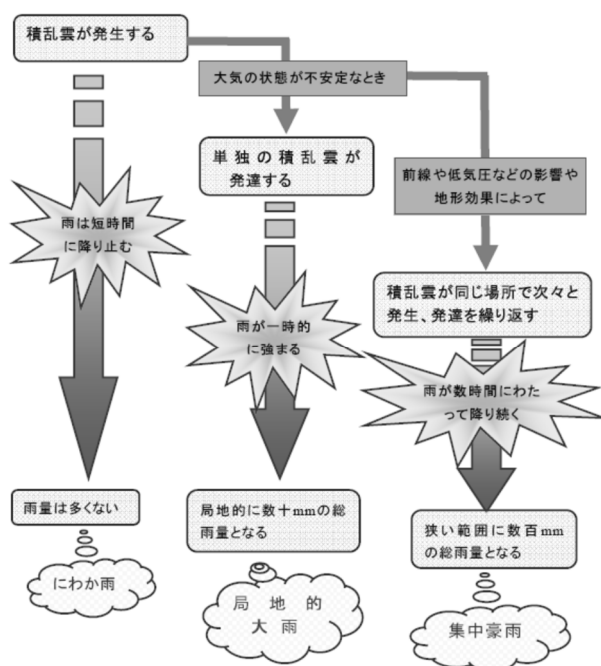 積乱雲が発生する
大気の状態が不安定なとき
単独の積乱雲が
発達する
前線や低気圧などの影響や
地形効果によって
雨は短時間
に降り止む
積乱雲が同じ場所で次々と
発生、発達を繰り返す
雨が一時的
に強まる
雨が数時間にわた
って降り続く
雨量は多くない
局地的に数十mmの総
雨量となる
狭い範囲に数百mm
の総雨量となる
にわか雨
局地的
大雨
集中豪雨